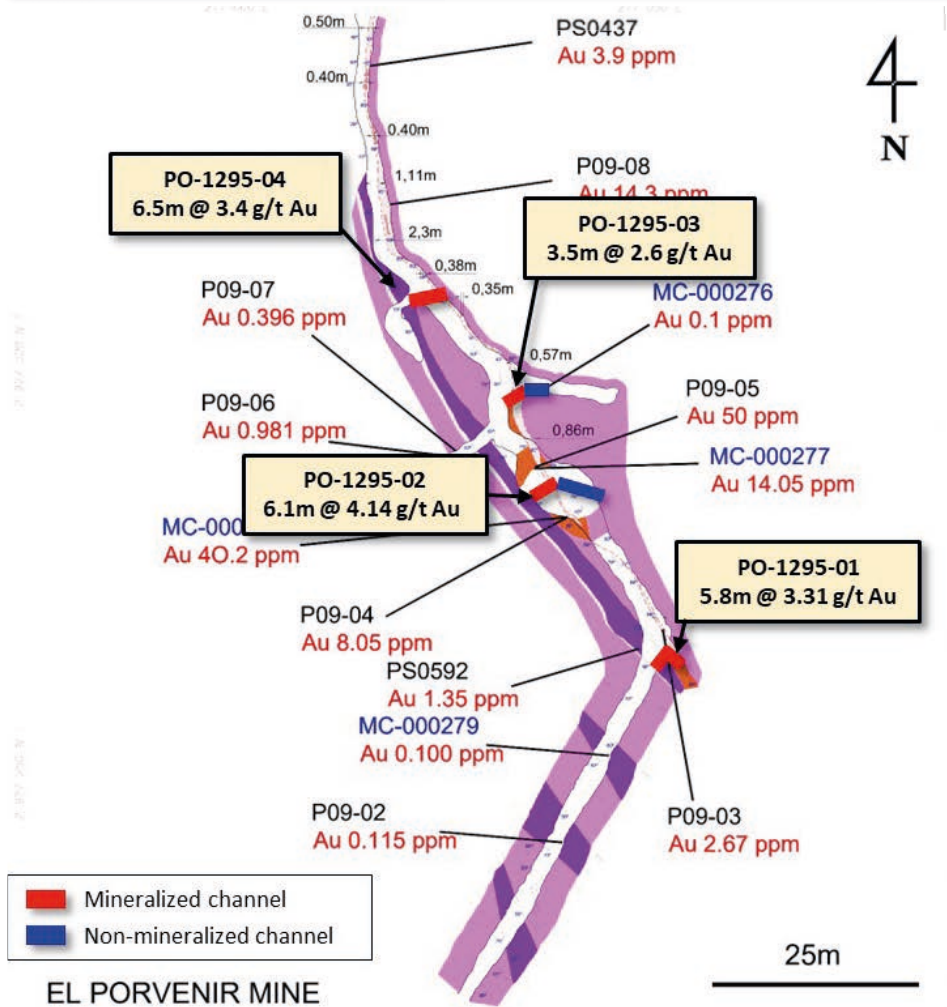 0.50m
PS0437
Au 3.9 ppm
0.40m
0.40m
N
PO-1295-04
6.5m @ 3.4 g/t Au
1,11m
P09-08
Au 14.3 ppm
PO-1295-03
3.5m @ 2.6 g/t Au
2,3m
0,38m
0,35m
P09-07
Au 0.396 ppm
MC-000276
Au 0.1 ppm
0,57m
P09-06
Au 0.981 ppm
P09-05
Au 50 ppm
0,86m
MC-000277
Au 14.05 ppm
PO-1295-02
6.1m @ 4.14 g/t Au
MC-000
Au 4O.2 ppm
PO-1295-01
5.8m @ 3.31 g/t Au
P09-04
Au 8.05 ppm
PS0592
Au 1.35 ppm
MC-000279
Au 0.100 ppm
P09-02
Au 0.115 ppm
P09-03
Au 2.67 ppm
Mineralized channel
Non-mineralized channel
25m
EL PORVENIR MINE